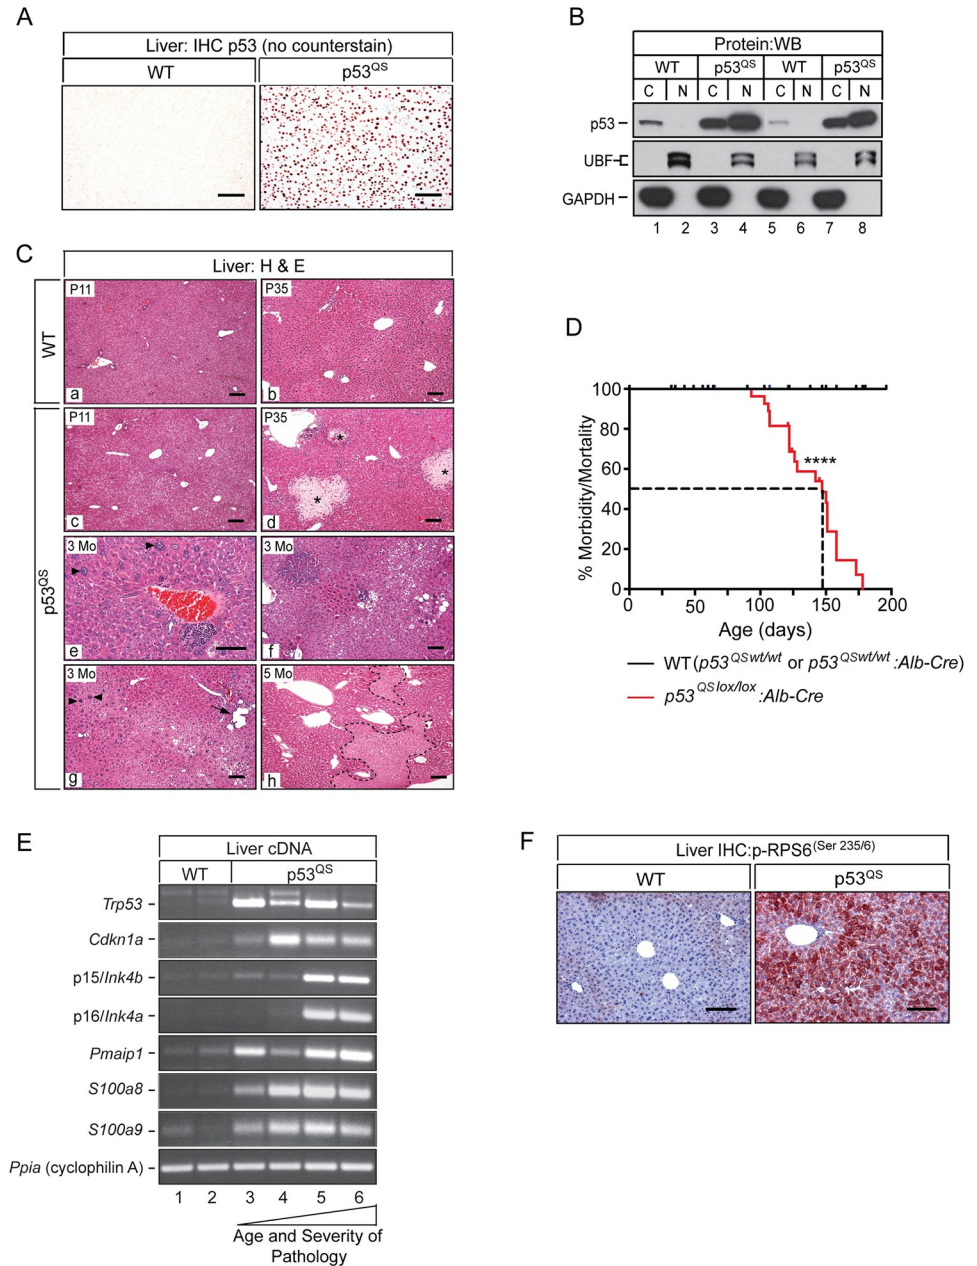 A
Liver: IHC p53 (no counterstain)
WT
p53QS
B
Protein:WB
WT p53QS WT p53QS
C N C N C N C N
p53
UBF
GAPDH
1 2 3 4 5 6 7 8
C
Liver: H & E
WT
P11
a
P35
b
p53QS
P11
c
P35
*
*
*
d
3 Mo
e
3 Mo
f
3 Mo
g
5 Mo
h
D
% Morbidity/Mortality
100
80
60
40
20
0
****
0 50 100 150 200
Age (days)
WT (p53QSwt/wt or p53QSwt/wt:Alb-Cre)
p53QSlox/lox:Alb-Cre
E
Liver cDNA
WT p53QS
Trp53
Cdkn1a
p15/Ink4b
p16/Ink4a
Pmaip1
S100a8
S100a9
Ppia (cyclophilin A)
1 2 3 4 5 6
Age and Severity of
Pathology
F
Liver IHC:p-RPS6(Ser 235/6)
WT
p53QS